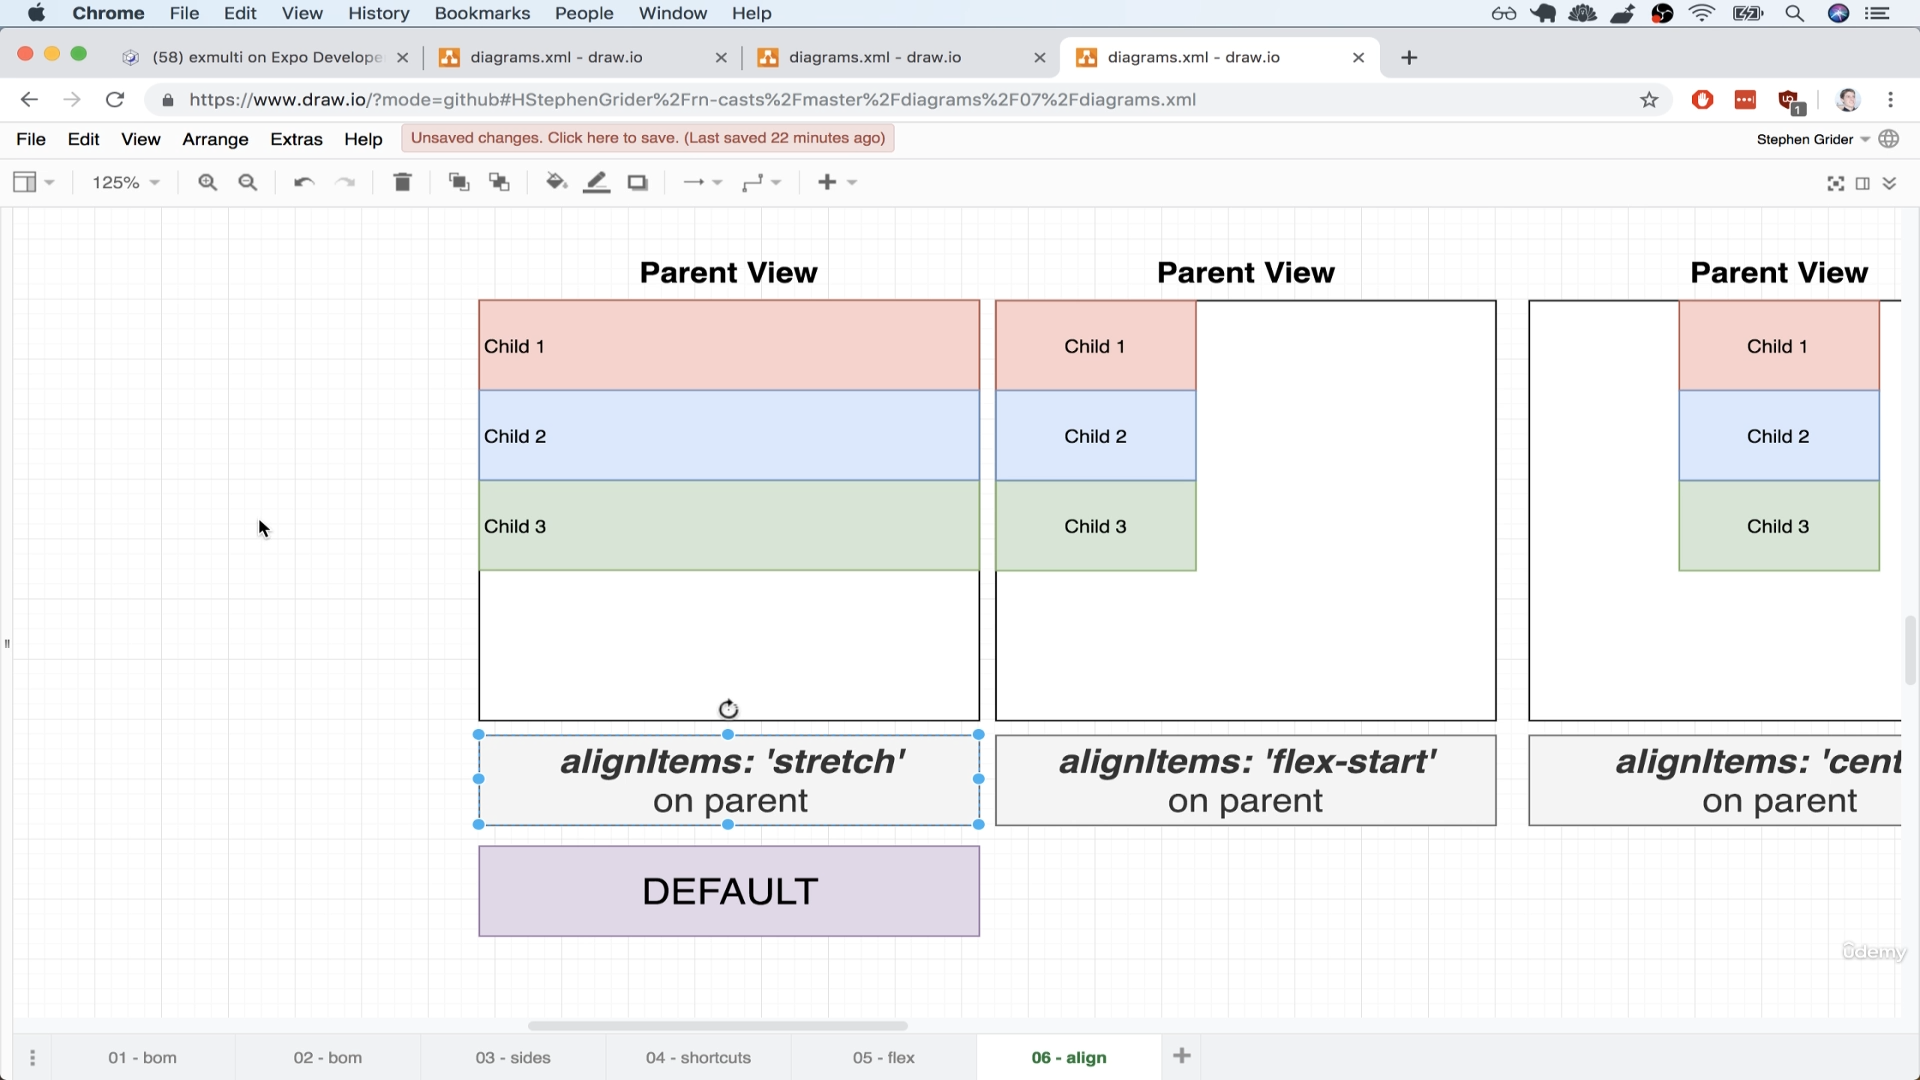 Chrome File Edit View History Bookmarks People Window Help
(58) exmulti on Expo Develope
diagrams.xml - draw.io
diagrams.xml - draw.io
diagrams.xml - draw.io
https://www.draw.io/?mode=github#HStephenGrider%2Frn-casts%2Fmaster%2Fdiagrams%2F07%2Fdiagrams.xml
1
File Edit View Arrange Extras Help
Unsaved changes. Click here to save. (Last saved 22 minutes ago)
Stephen Grider
125%
Parent View
Child 1
Child 2
Child 3
alignItems: 'stretch'
on parent
DEFAULT
Parent View
Child 1
Child 2
Child 3
alignItems: 'flex-start'
on parent
Parent View
Child 1
Child 2
Child 3
alignItems: 'cent
on parent
ûdemy
01 - bom
02 - bom
03 - sides
04 - shortcuts
05 - flex
06 - align